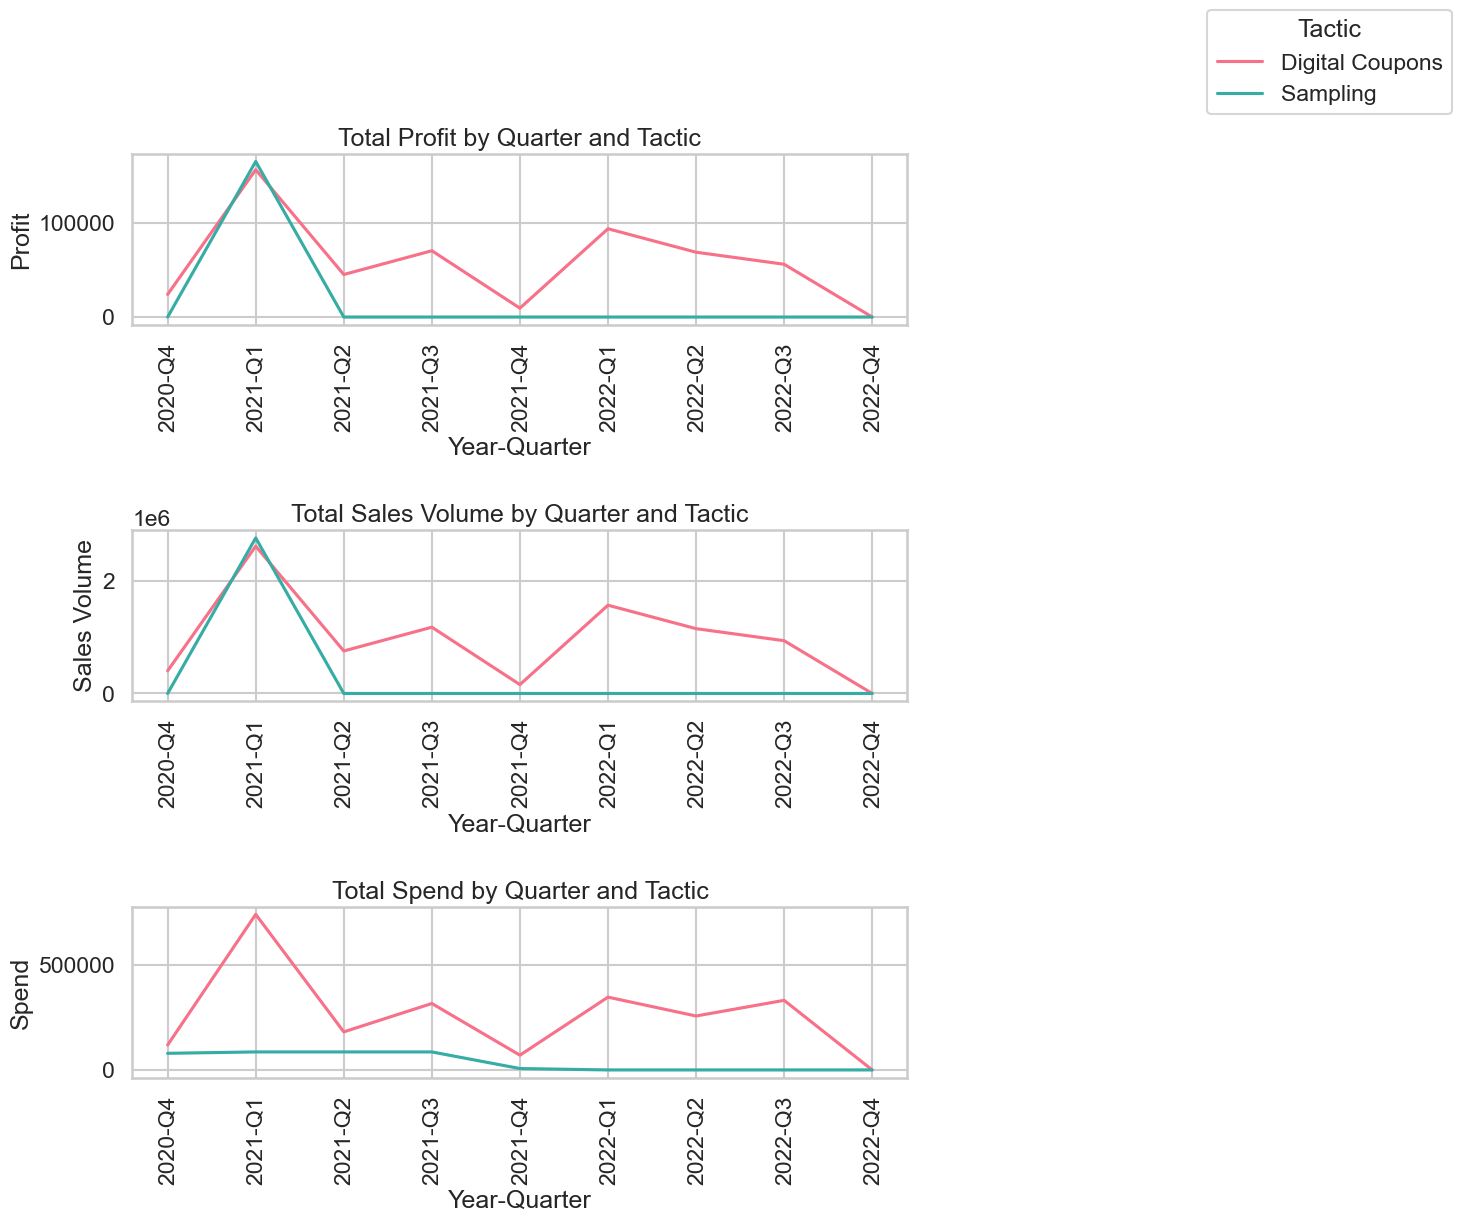 Tactic
Digital Coupons
Sampling
Total Profit by Quarter and Tactic
Profit
100000
0
2020-Q4
2021-Q1
2021-Q2
2021-Q3
2021-Q4
2022-Q1
2022-Q2
2022-Q3
2022-Q4
Year-Quarter
Total Sales Volume by Quarter and Tactic
1e6
Sales Volume
2
0
2020-Q4
2021-Q1
2021-Q2
2021-Q3
2021-Q4
2022-Q1
2022-Q2
2022-Q3
2022-Q4
Year-Quarter
Total Spend by Quarter and Tactic
Spend
500000
0
2020-Q4
2021-Q1
2021-Q2
2021-Q3
2021-Q4
2022-Q1
2022-Q2
2022-Q3
2022-Q4
Year-Quarter